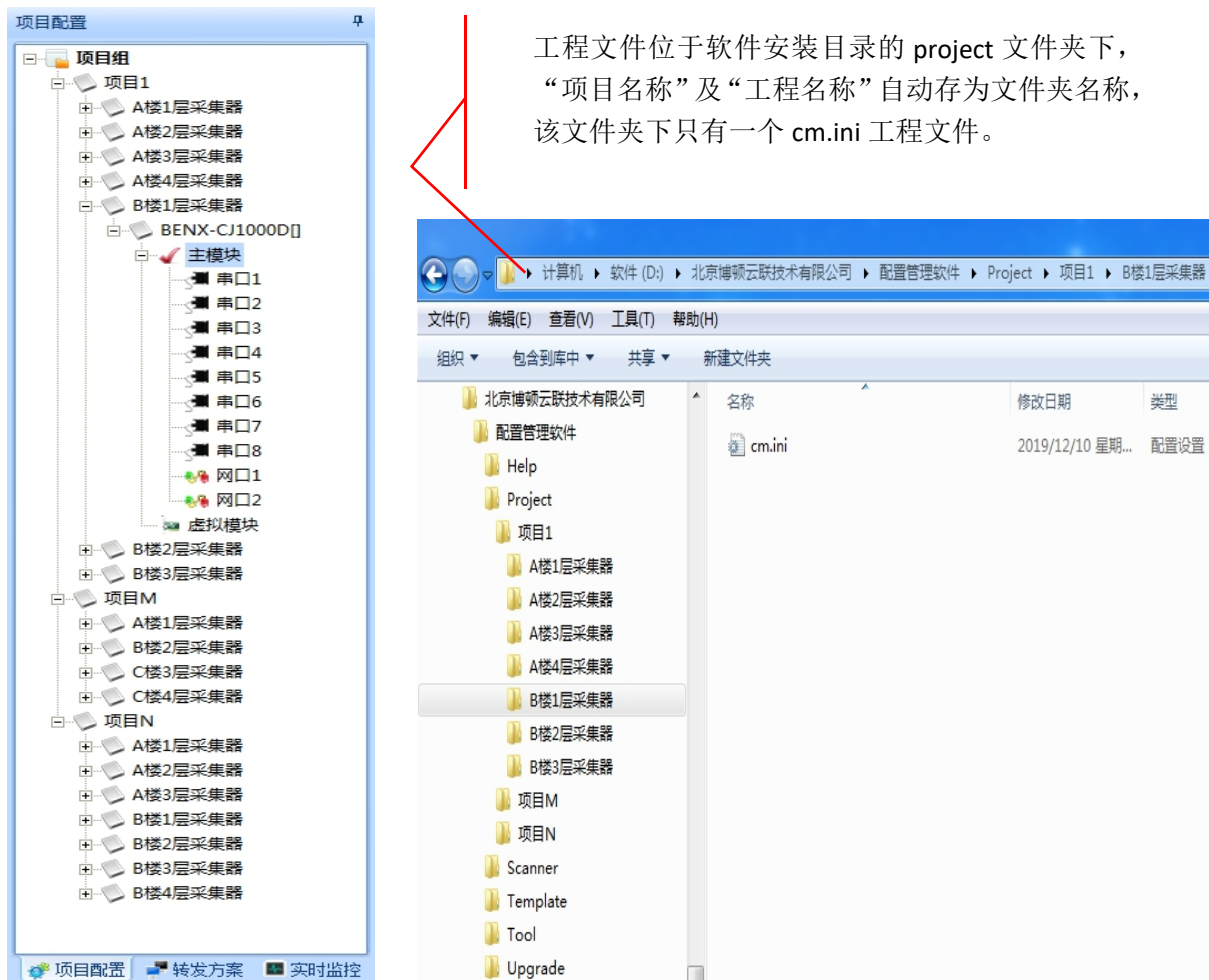 项目配置
项目组
项目1
A楼1层采集器
A楼2层采集器
A楼3层采集器
A楼4层采集器
B楼1层采集器
BENX-CJ1000D[]
主模块
串口1
串口2
串口3
串口4
串口5
串口6
串口7
串口8
网口1
网口2
虚拟模块
B楼2层采集器
B楼3层采集器
项目M
A楼1层采集器
B楼2层采集器
C楼3层采集器
C楼4层采集器
项目N
A楼1层采集器
A楼2层采集器
A楼3层采集器
B楼1层采集器
B楼2层采集器
B楼3层采集器
B楼4层采集器
项目配置 转发方案 实时监控
工程文件位于软件安装目录的 project 文件夹下，
“项目名称”及“工程名称”自动存为文件夹名称，
该文件夹下只有一个 cm.ini 工程文件。
计算机 软件 (D:) 北京博顿云联技术有限公司 配置管理软件 Project 项目1 B楼1层采集器
文件(F) 编辑(E) 查看(V) 工具(T) 帮助(H)
组织 包含到库中 共享 新建文件夹
北京博顿云联技术有限公司
配置管理软件
Help
Project
项目1
A楼1层采集器
A楼2层采集器
A楼3层采集器
A楼4层采集器
B楼1层采集器
B楼2层采集器
B楼3层采集器
项目M
项目N
Scanner
Template
Tool
Upgrade
名称 修改日期 类型
cm.ini 2019/12/10 星期... 配置设置